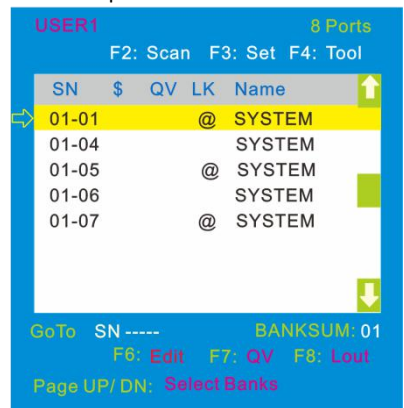 USER1 8 Ports
F2: Scan F3: Set F4: Tool
SN $ QV LK Name
01-01 @ SYSTEM
01-04 SYSTEM
01-05 @ SYSTEM
01-06 SYSTEM
01-07 @ SYSTEM
GoTo SN ----- BANKSUM: 01
F6: Edit F7: QV F8: Lout
Page UP/ DN: Select Banks